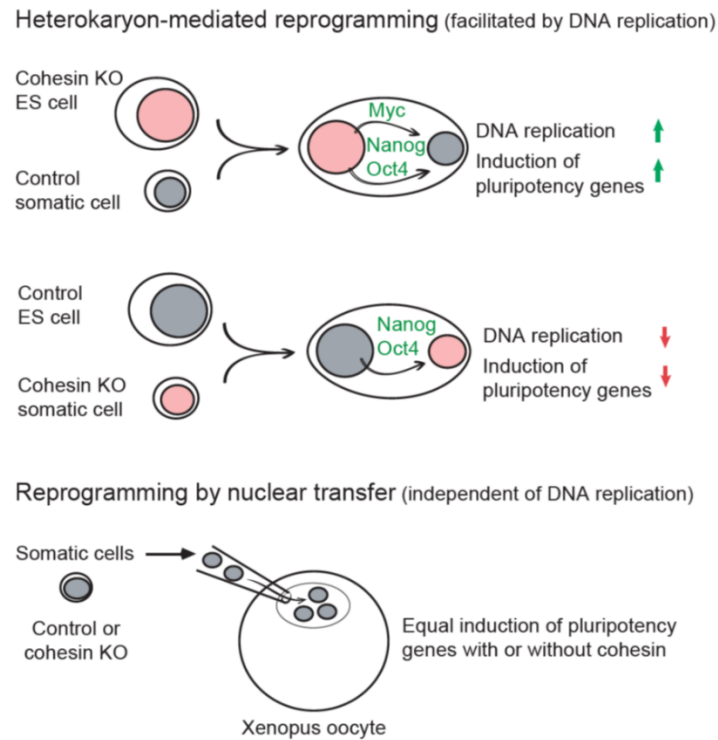 Heterokaryon-mediated reprogramming (facilitated by DNA replication)
Cohesin KO
ES cell
Control
somatic cell
Myc
Nanog
Oct4
DNA replication
Induction of
pluripotency genes
Control
ES cell
Cohesin KO
somatic cell
Nanog
Oct4
DNA replication
Induction of
pluripotency genes
Reprogramming by nuclear transfer (independent of DNA replication)
Somatic cells
Control or
cohesin KO
Equal induction of pluripotency
genes with or without cohesin
Xenopus oocyte